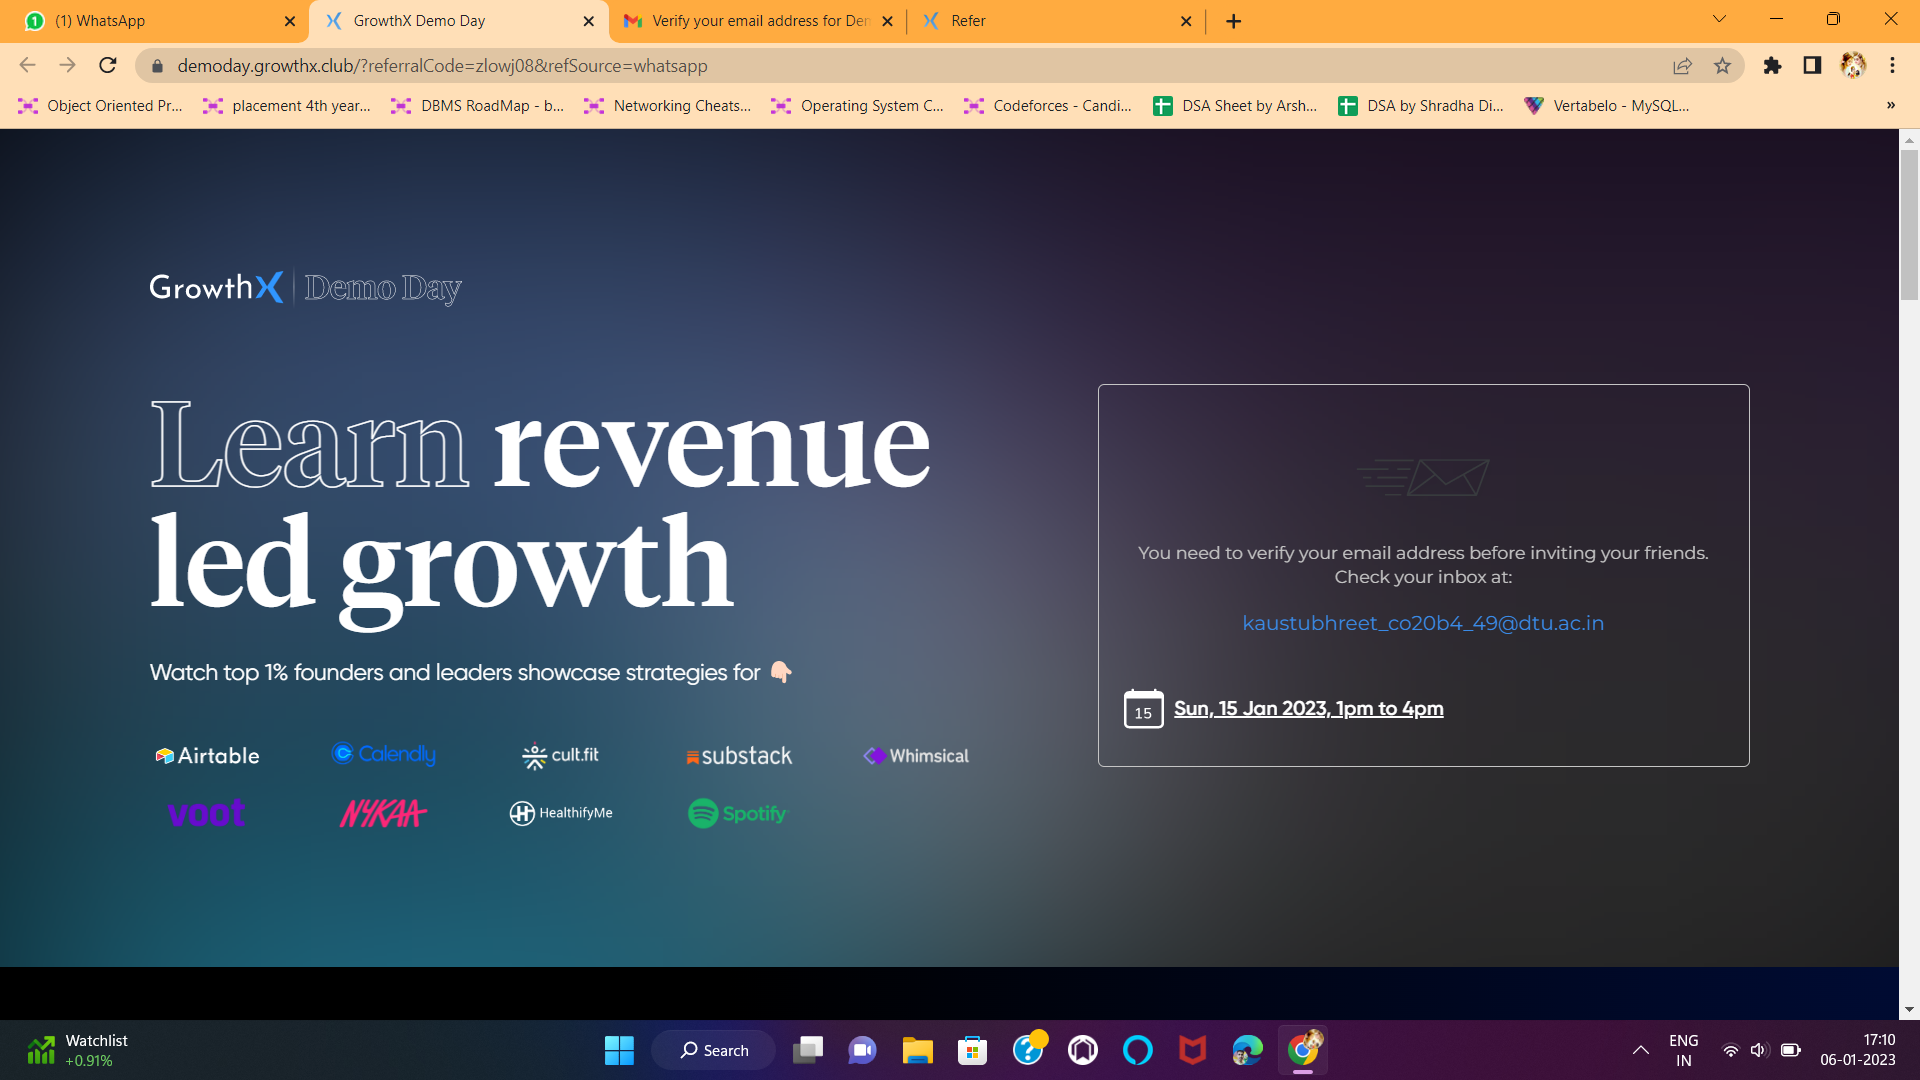 (1) WhatsApp
GrowthX Demo Day
Verify your email address for Den
Refer
demoday.growthx.club/?referralCode=zlowj08&refSource=whatsapp
Object Oriented Pr...
placement 4th year...
DBMS RoadMap - b...
Networking Cheats...
Operating System C...
Codeforces - Candi...
DSA Sheet by Arsh...
DSA by Shradha Di...
Vertabelo - MySQL...
»
GrowthX | Demo Day
Learn revenue
led growth
Watch top 1% founders and leaders showcase strategies for
Airtable
Calendly
cult.fit
substack
Whimsical
voot
NYKAA
HealthifyMe
Spotify
You need to verify your email address before inviting your friends.
Check your inbox at:
kaustubhreet_co20b4_49@dtu.ac.in
15
Sun, 15 Jan 2023, 1pm to 4pm
Watchlist
+0.91%
Search
ENG
IN
17:10
06-01-2023